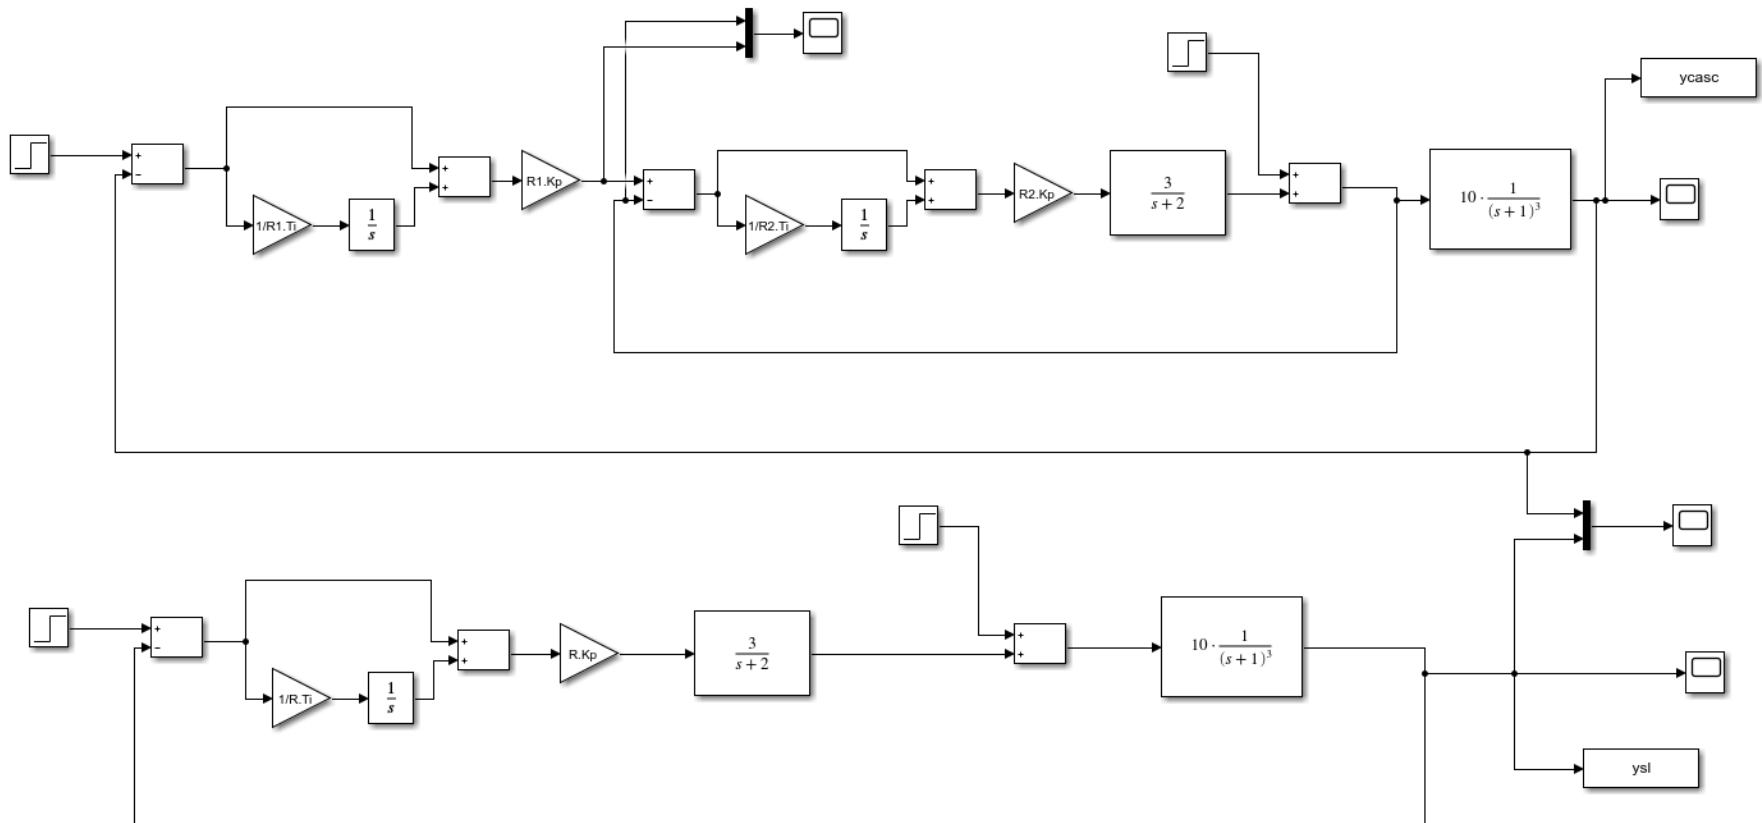 ycasc
+
−
+
+
R1.Kp
1/R1.Ti
1/s
+
−
+
+
R2.Kp
1/R2.Ti
1/s
3/(s + 2)
+
+
10 · 1/(s + 1)³
+
−
+
+
R.Kp
1/R.Ti
1/s
3/(s + 2)
+
+
10 · 1/(s + 1)³
ysl